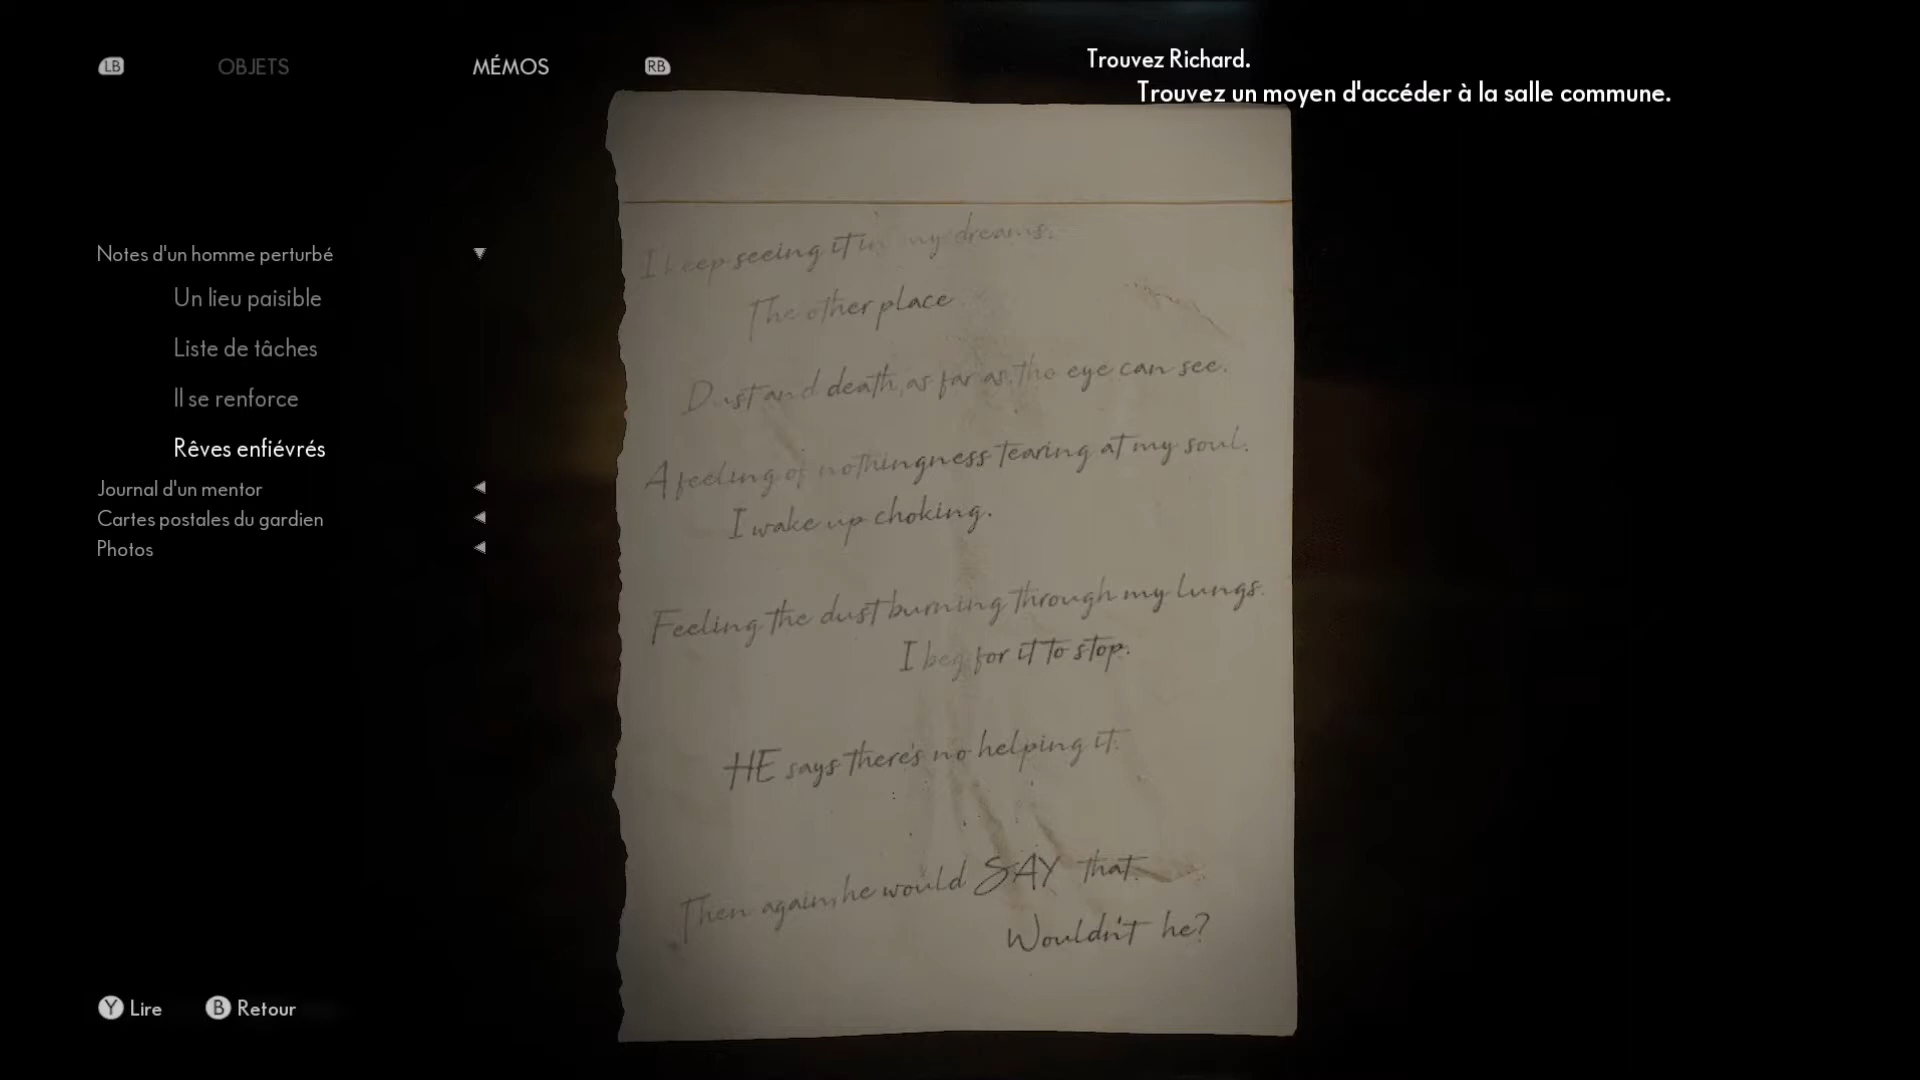 LB OBJETS MÉMOS RB
Trouvez Richard.
Trouvez un moyen d'accéder à la salle commune.
Notes d'un homme perturbé
Un lieu paisible
Liste de tâches
Il se renforce
Rêves enfiévrés
Journal d'un mentor
Cartes postales du gardien
Photos
I keep seeing it in my dreams.
The other place
Dust and death, as far as the eye can see.
A feeling of nothingness tearing at my soul.
I wake up choking.
Feeling the dust burning through my lungs.
I beg for it to stop.
HE says there's no helping it.
Then again, he would SAY that.
Wouldn't he?
Y Lire B Retour